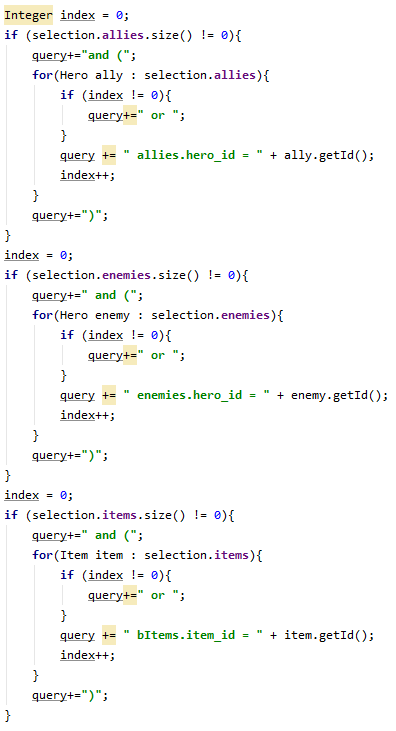 Integer index = 0;
if (selection.allies.size() != 0){
    query+="and (";
    for(Hero ally : selection.allies){
        if (index != 0){
            query+=" or ";
        }
        query += " allies.hero_id = " + ally.getId();
        index++;
    }
    query+=")";
}
index = 0;
if (selection.enemies.size() != 0){
    query+=" and (";
    for(Hero enemy : selection.enemies){
        if (index != 0){
            query+=" or ";
        }
        query += " enemies.hero_id = " + enemy.getId();
        index++;
    }
    query+=")";
}
index = 0;
if (selection.items.size() != 0){
    query+=" and (";
    for(Item item : selection.items){
        if (index != 0){
            query+=" or ";
        }
        query += " bItems.item_id = " + item.getId();
        index++;
    }
    query+=")";
}